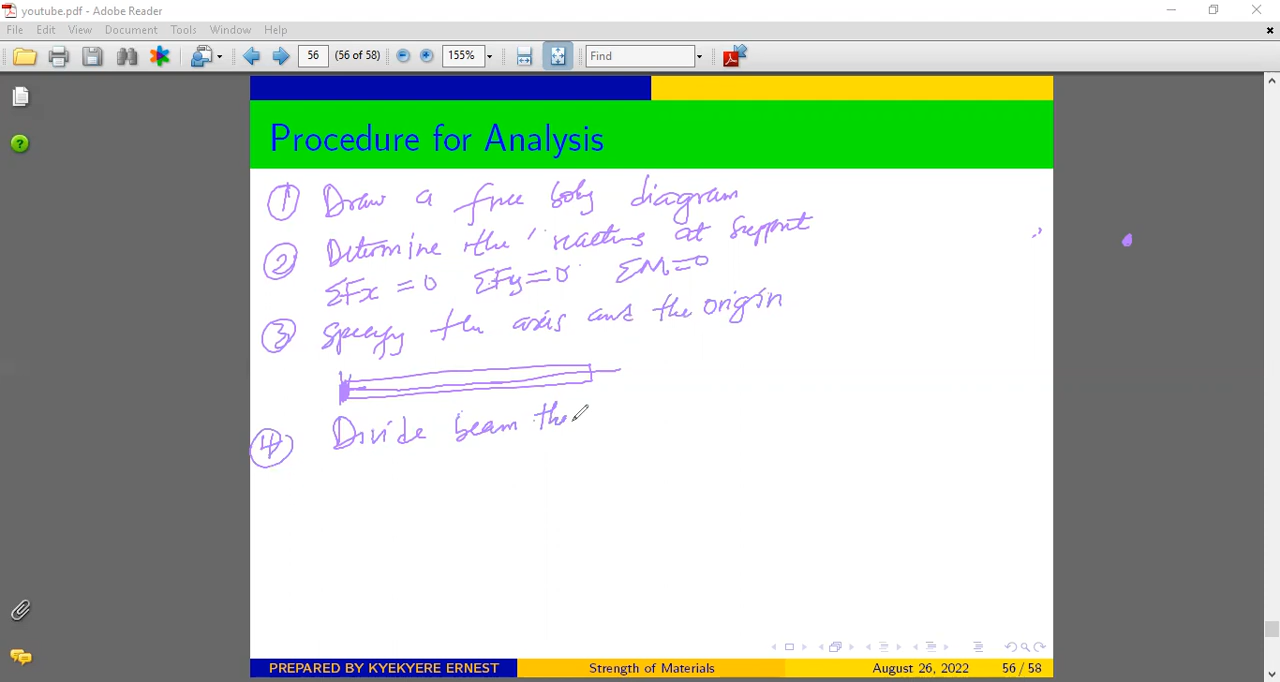 youtube.pdf - Adobe Reader
File Edit View Document Tools Window Help
56 (56 of 58) 155% Find
Procedure for Analysis
1 Draw a free body diagram
2 Determine the reactions at support
ΣFx = 0 ΣFy = 0 ΣM = 0
3 Specify the axis and the origin
4 Divide beam the
PREPARED BY KYEKYERE ERNEST Strength of Materials August 26, 2022 56 / 58